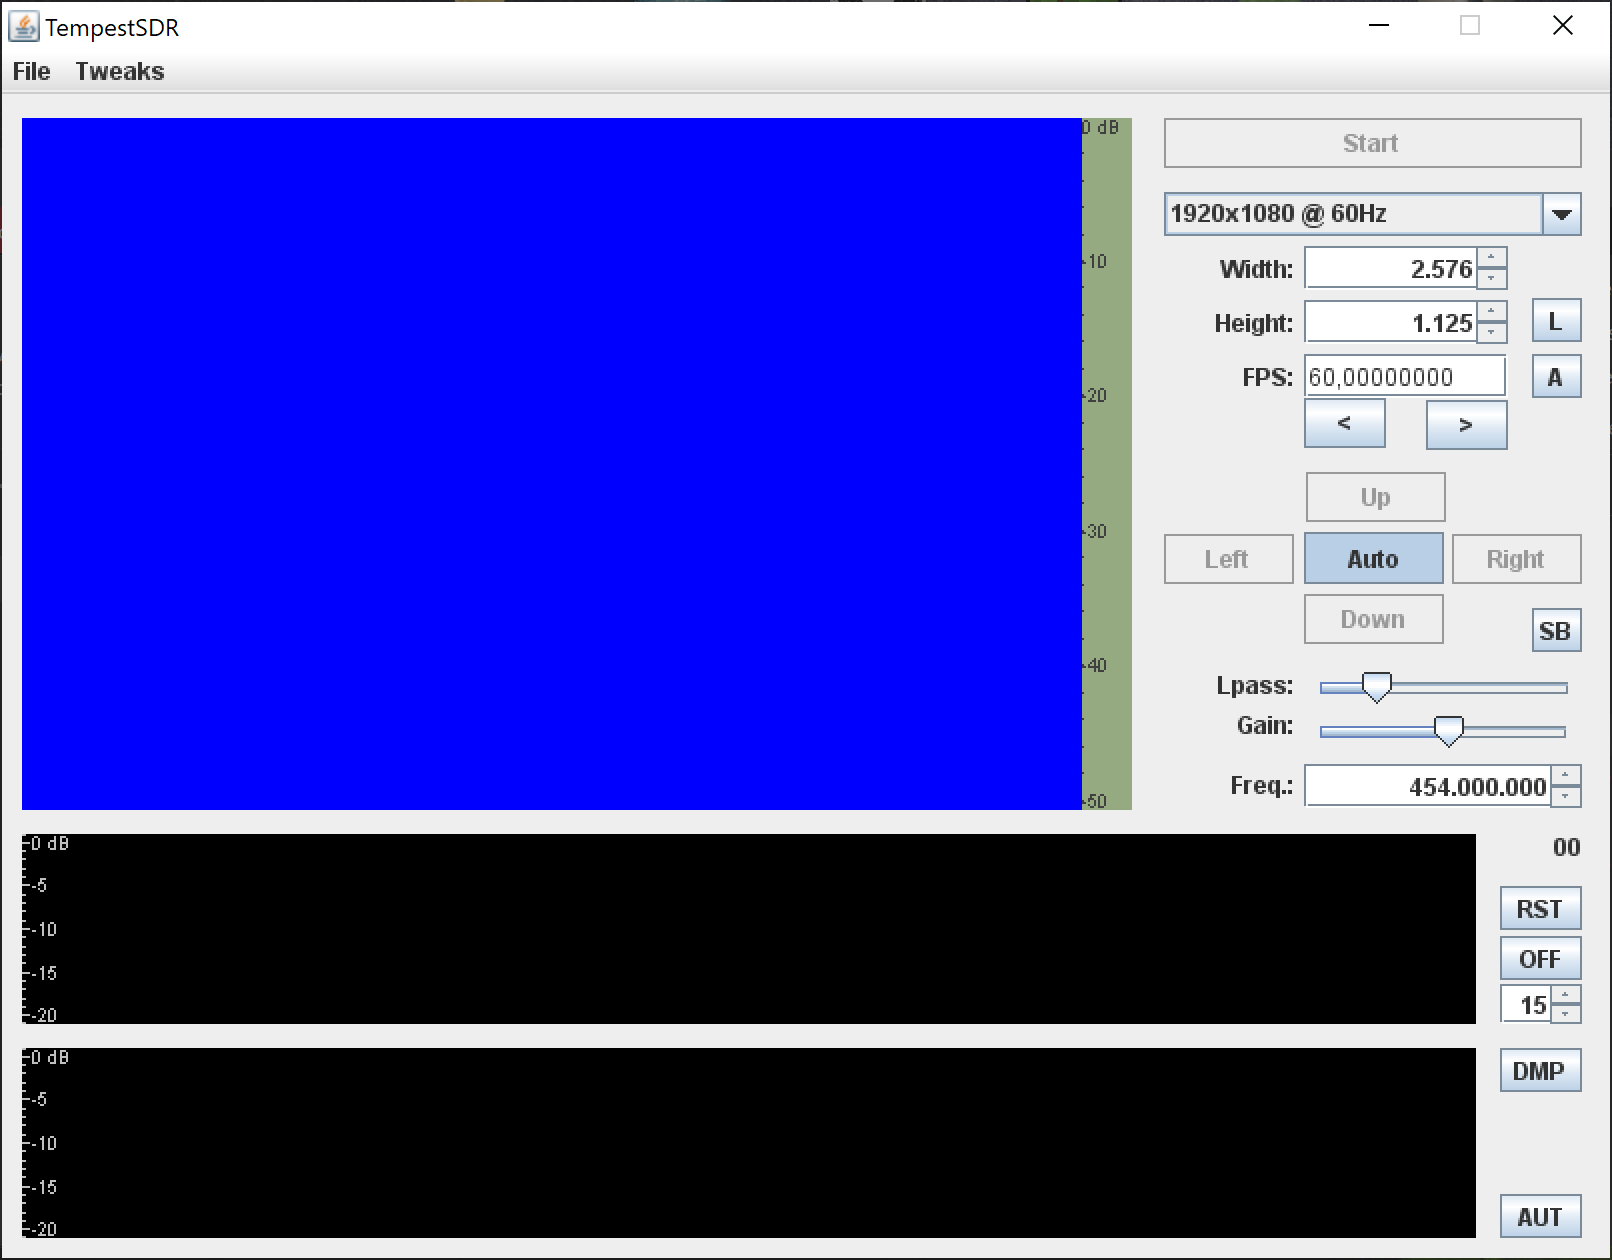 TempestSDR
File Tweaks
0 dB
-10
-20
-30
-40
-50
Start
1920x1080 @ 60Hz
Width: 2.576
Height: 1.125 L
FPS: 60,00000000 A
< >
Up
Left Auto Right
Down
SB
Lpass:
Gain:
Freq.: 454.000.000
0 dB
-5
-10
-15
-20
00
RST
OFF
15
0 dB
-5
-10
-15
-20
DMP
AUT